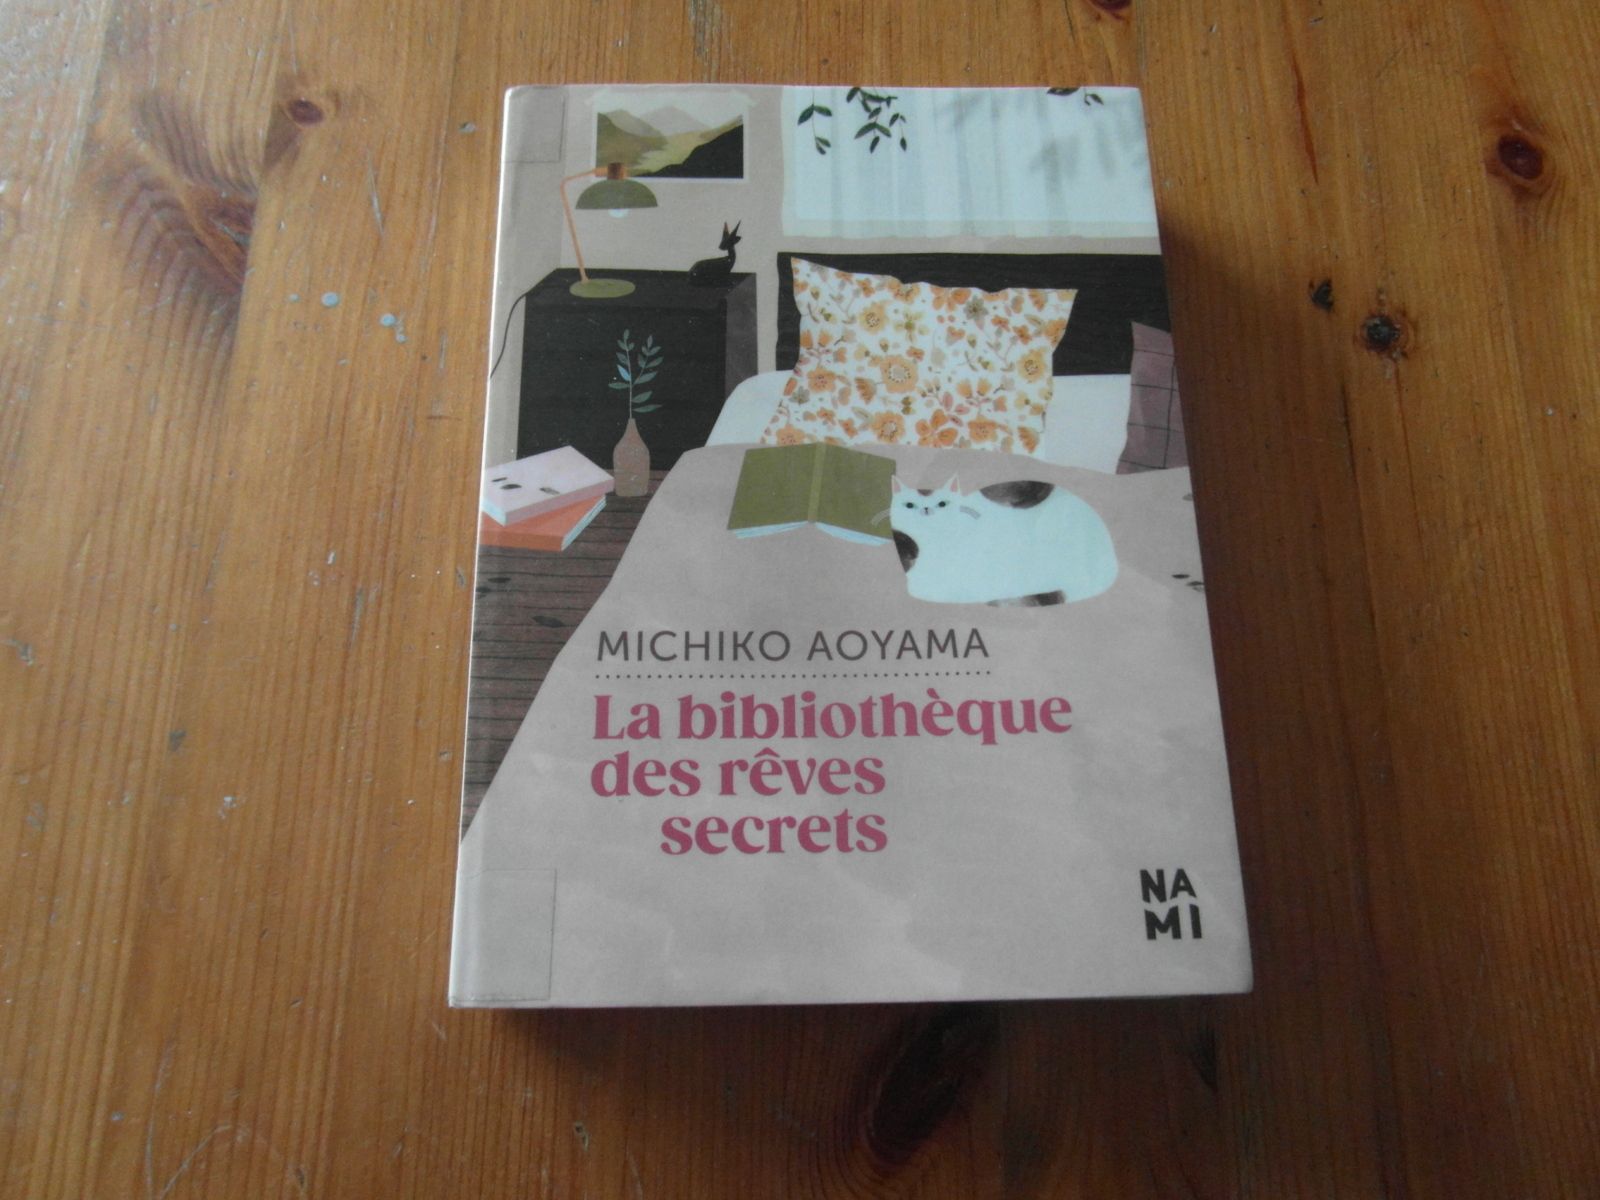 MICHIKO AOYAMA
La bibliothèque
des rêves
secrets
NA
MI